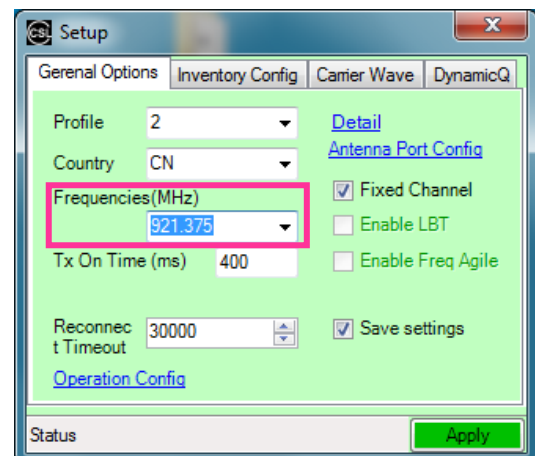 CSL Setup
Gerenal Options Inventory Config Carrier Wave DynamicQ
Profile 2 Detail
Antenna Port Config
Country CN
Frequencies(MHz) Fixed Channel
921.375 Enable LBT
Tx On Time (ms) 400 Enable Freq Agile
Reconnec
t Timeout 30000 Save settings
Operation Config
Status Apply